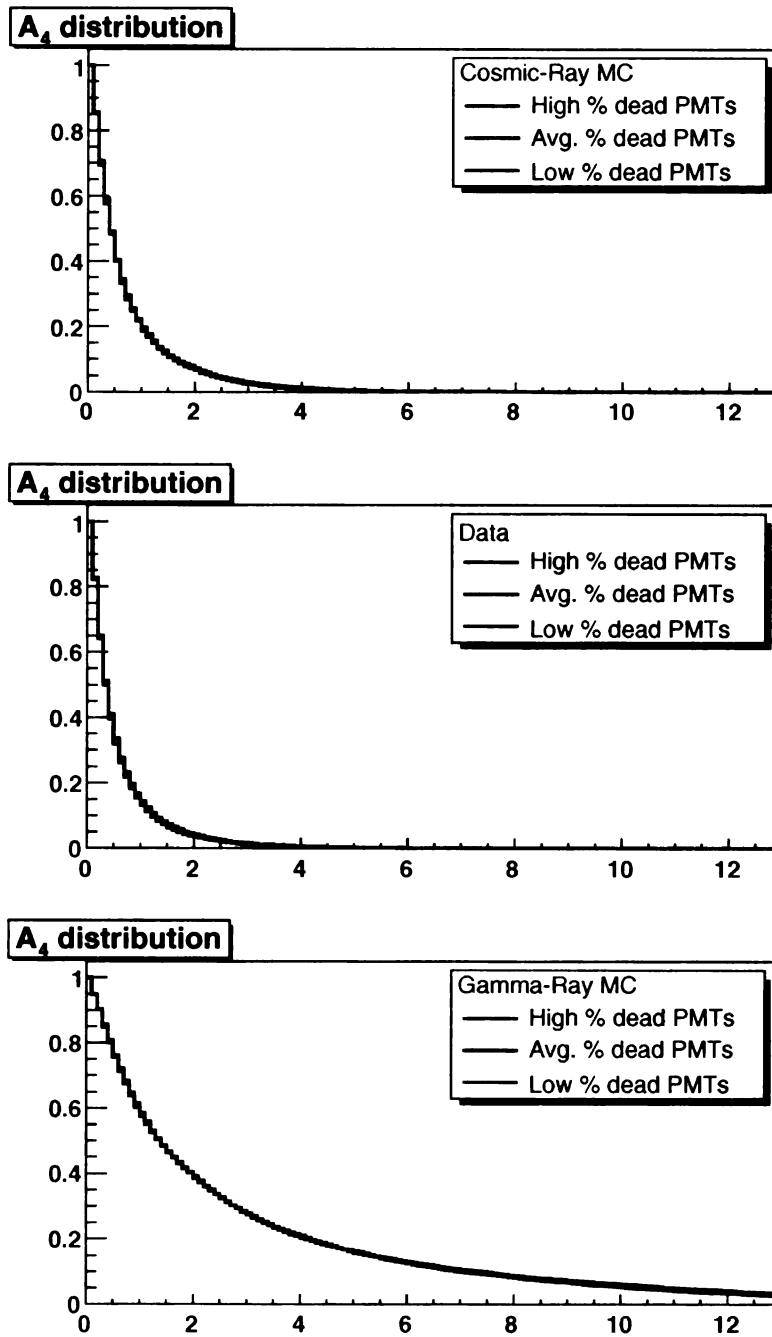 A4 distribution
Cosmic-Ray MC
High % dead PMTs
Avg. % dead PMTs
Low % dead PMTs
1
0.8
0.6
0.4
0.2
0
0 2 4 6 8 10 12
A4 distribution
Data
High % dead PMTs
Avg. % dead PMTs
Low % dead PMTs
1
0.8
0.6
0.4
0.2
0
0 2 4 6 8 10 12
A4 distribution
Gamma-Ray MC
High % dead PMTs
Avg. % dead PMTs
Low % dead PMTs
1
0.8
0.6
0.4
0.2
0
0 2 4 6 8 10 12